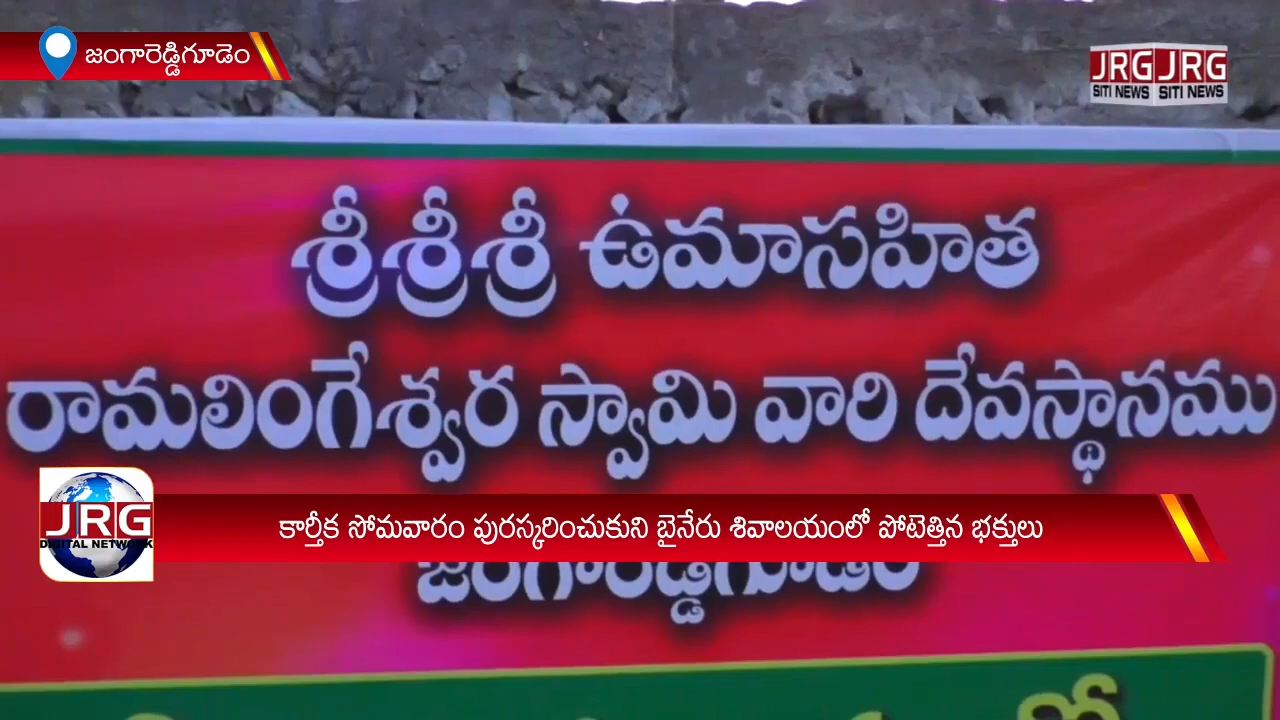 జంగారెడ్డిగూడెం
JRG JRG
SITI NEWS SITI NEWS
శ్రీశ్రీశ్రీ ఉమాసహిత
రామలింగేశ్వర స్వామి వారి దేవస్థానము
JRG
DIGITAL NETWORK
కార్తీక సోమవారం పురస్కరించుకుని బైనేరు శివాలయంలో పోటెత్తిన భక్తులు
జంగారెడ్డిగూడెం